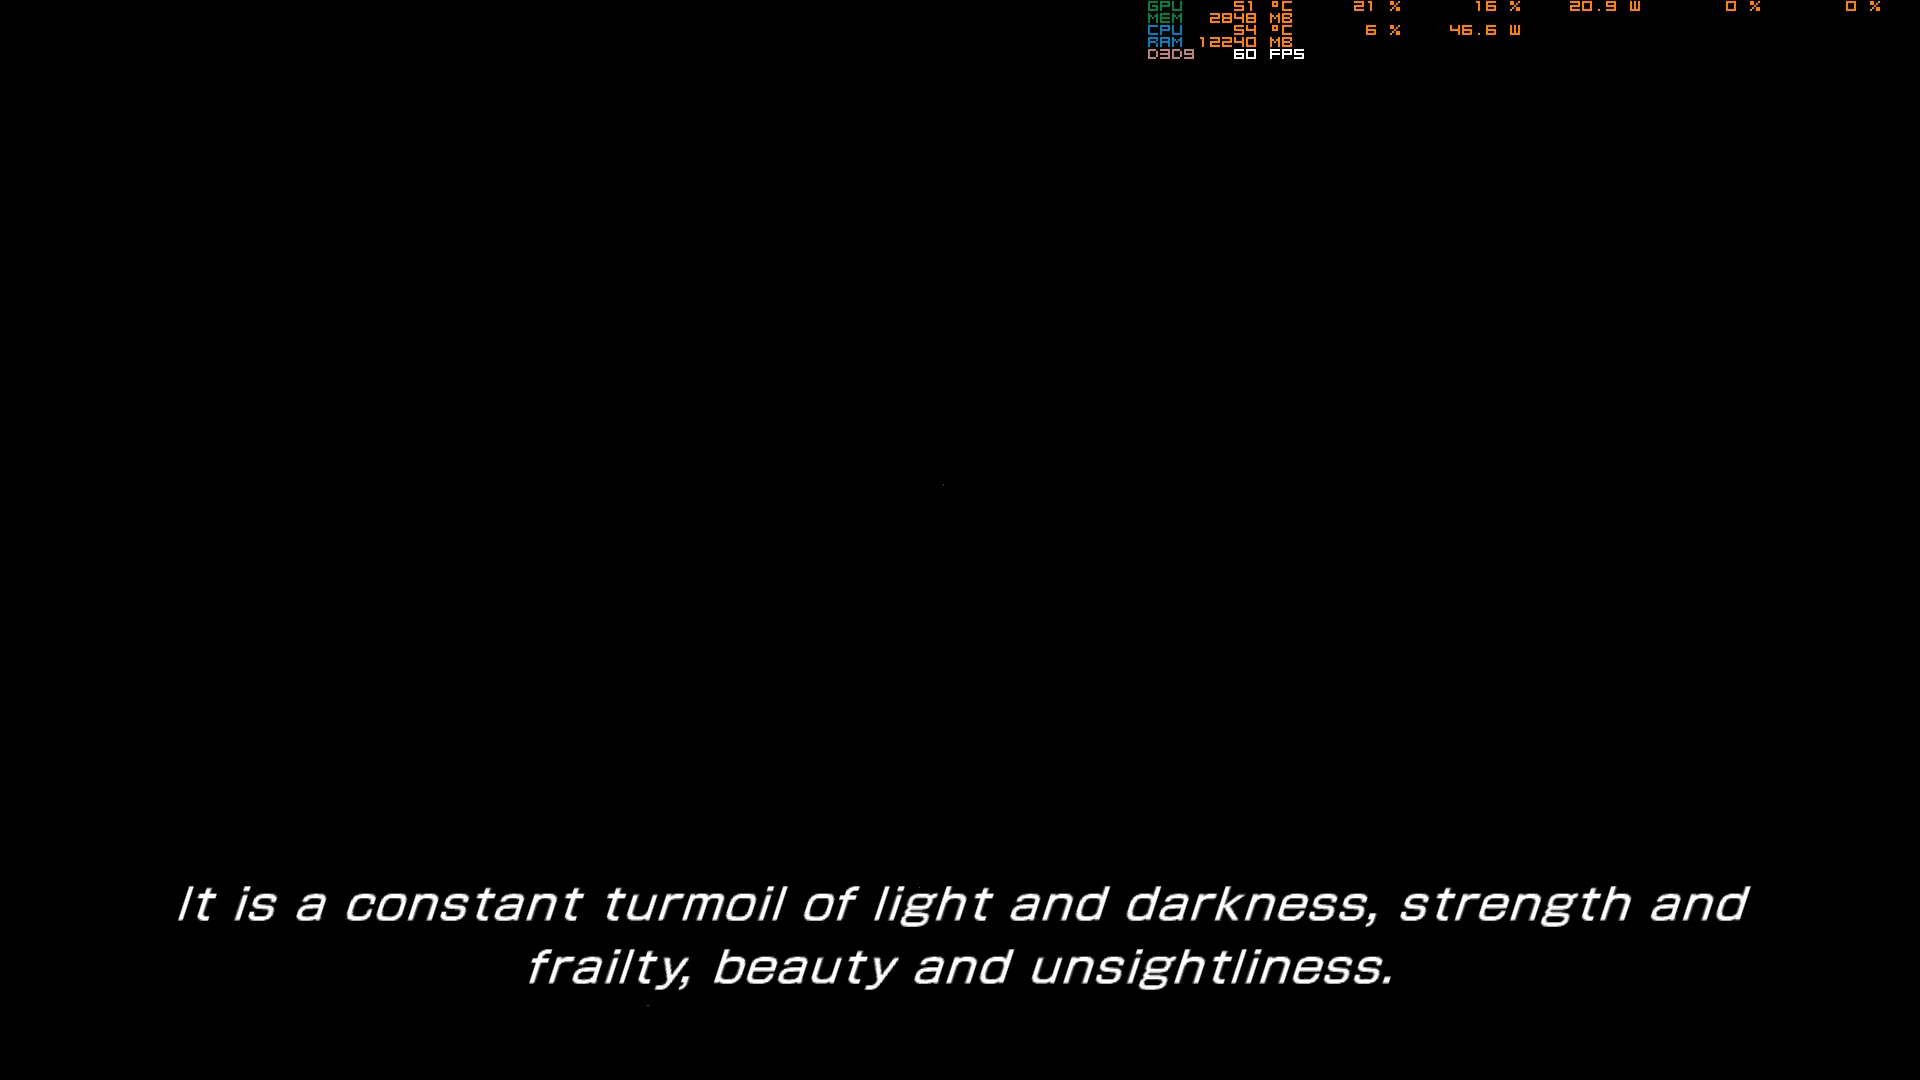 GPU 51 °C 21 % 16 % 20.9 W 0 % 0 %
MEM 2848 MB
CPU 54 °C 6 % 46.6 W
RAM 12240 MB
D3D9 60 FPS
It is a constant turmoil of light and darkness, strength and
frailty, beauty and unsightliness.